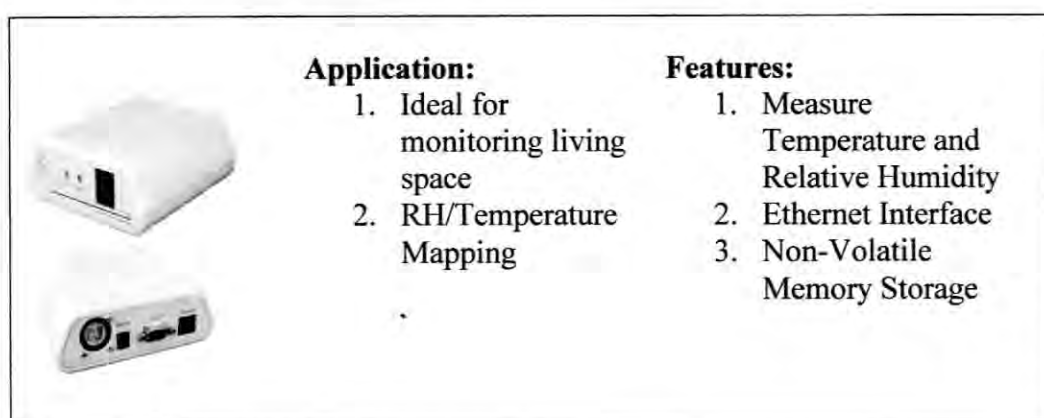 Application:
1. Ideal for
monitoring living
space
2. RH/Temperature
Mapping
Features:
1. Measure
Temperature and
Relative Humidity
2. Ethernet Interface
3. Non-Volatile
Memory Storage